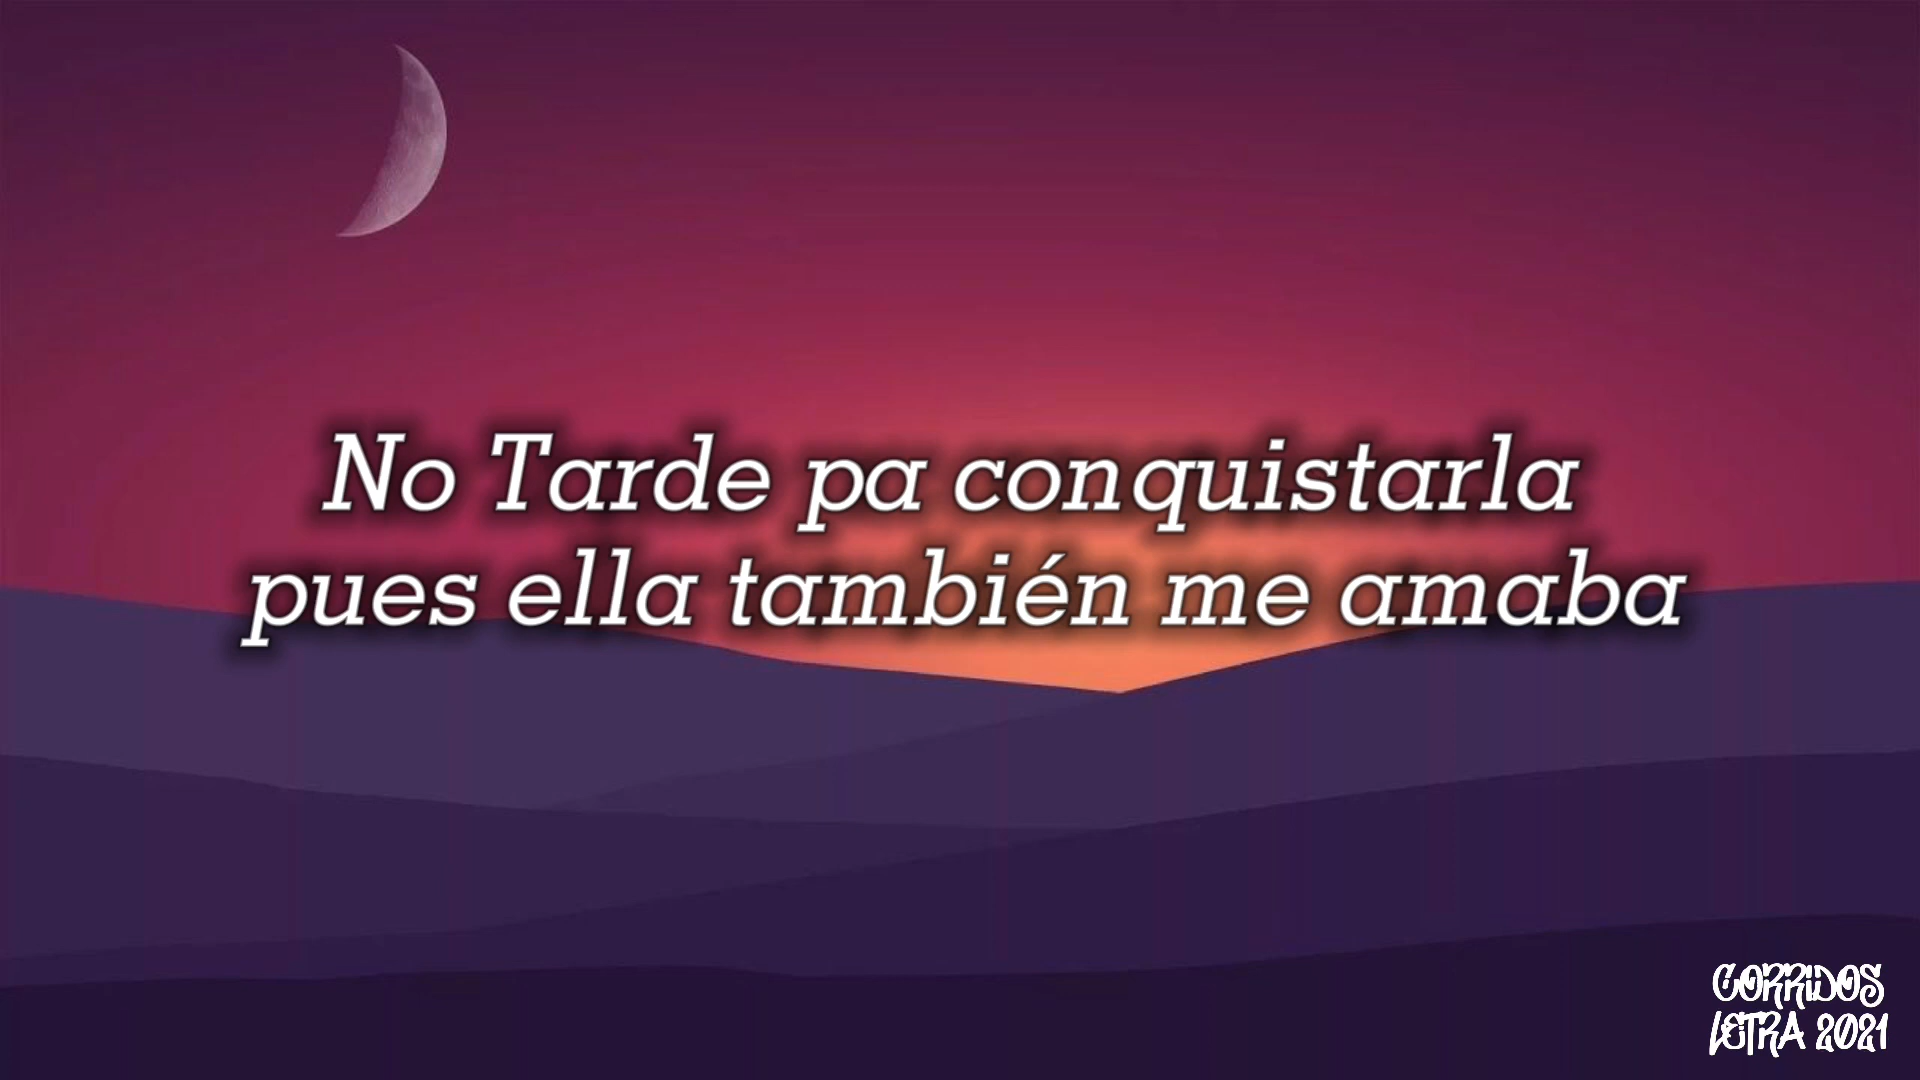 No Tarde pa conquistarla
pues ella también me amaba
CORRIDOS
LETRA 2021